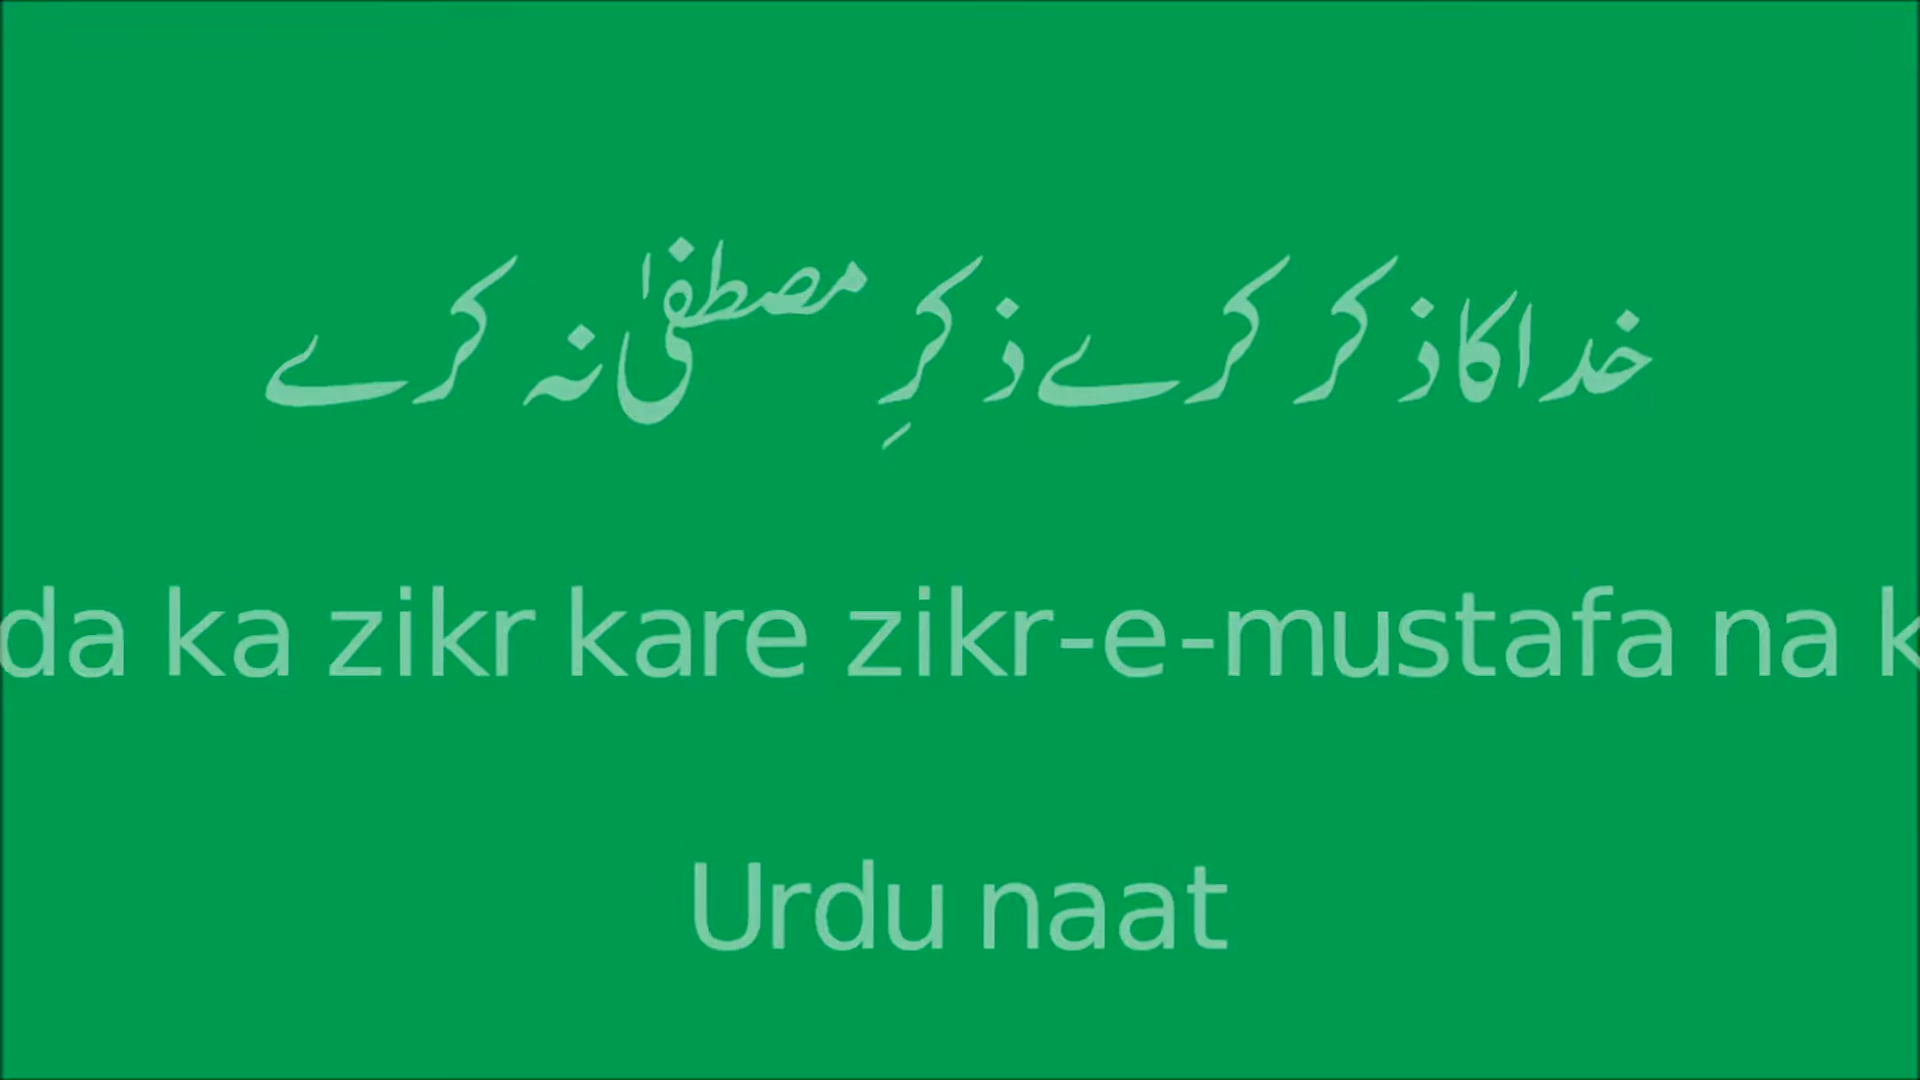 خدا کا ذکر کرے ذکرِ مصطفیٰ نہ کرے
da ka zikr kare zikr-e-mustafa na k
Urdu naat